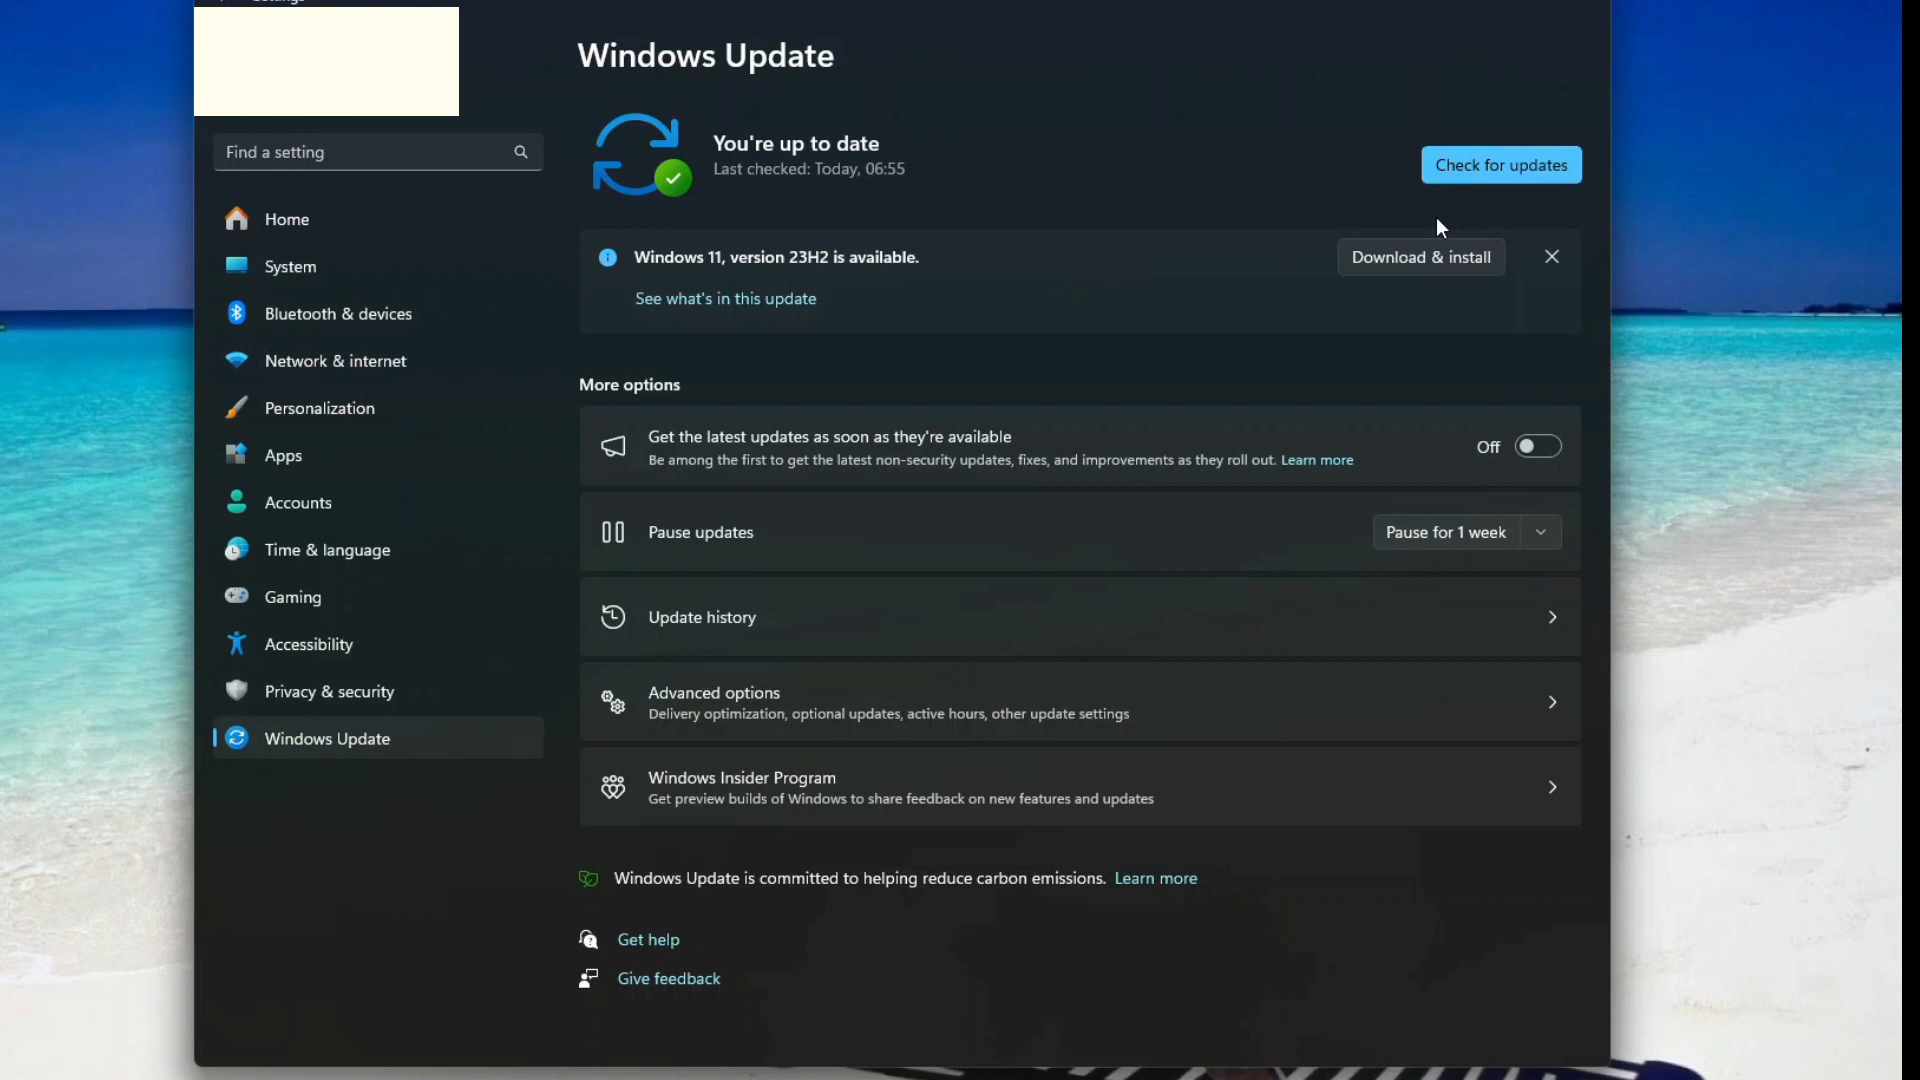 Settings
Windows Update
You're up to date
Last checked: Today, 06:55
Check for updates
Find a setting
Home
System
Bluetooth & devices
Network & internet
Personalization
Apps
Accounts
Time & language
Gaming
Accessibility
Privacy & security
Windows Update
Windows 11, version 23H2 is available.
Download & install
See what's in this update
More options
Get the latest updates as soon as they're available
Be among the first to get the latest non-security updates, fixes, and improvements as they roll out. Learn more
Off
Pause updates
Pause for 1 week
Update history
Advanced options
Delivery optimization, optional updates, active hours, other update settings
Windows Insider Program
Get preview builds of Windows to share feedback on new features and updates
Windows Update is committed to helping reduce carbon emissions. Learn more
Get help
Give feedback